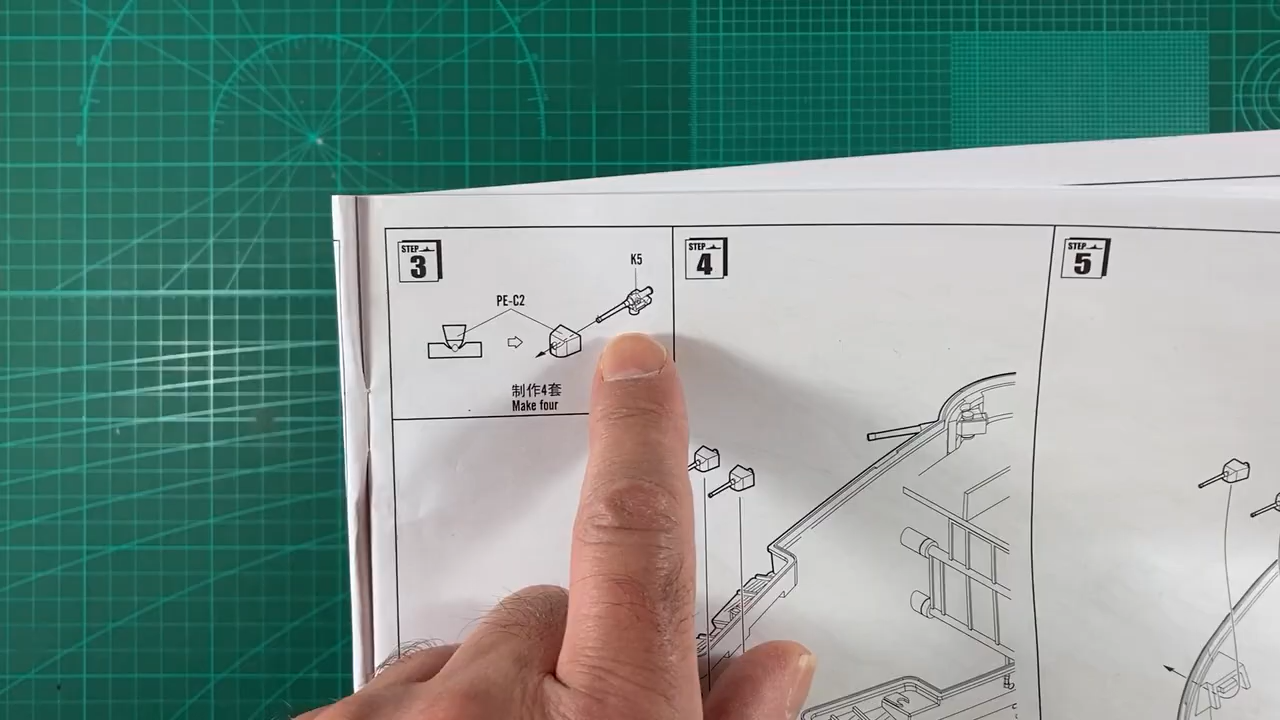 STEP
3
K5
PE-C2
制作4套
Make four
STEP
4
STEP
5